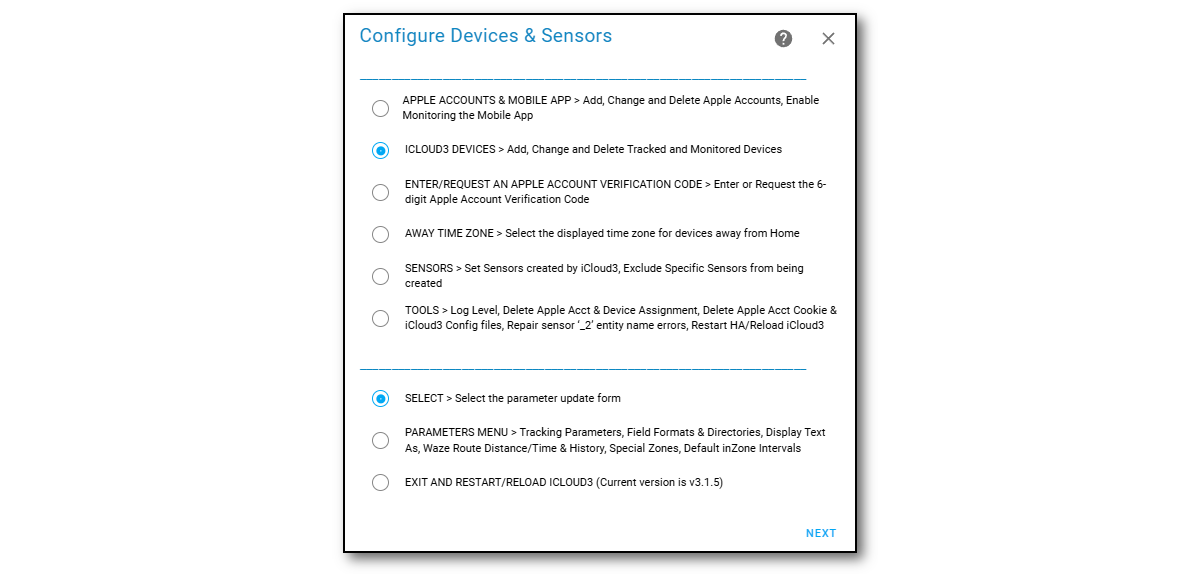 Configure Devices & Sensors
APPLE ACCOUNTS & MOBILE APP > Add, Change and Delete Apple Accounts, Enable
Monitoring the Mobile App
ICLOUD3 DEVICES > Add, Change and Delete Tracked and Monitored Devices
ENTER/REQUEST AN APPLE ACCOUNT VERIFICATION CODE > Enter or Request the 6-
digit Apple Account Verification Code
AWAY TIME ZONE > Select the displayed time zone for devices away from Home
SENSORS > Set Sensors created by iCloud3, Exclude Specific Sensors from being
created
TOOLS > Log Level, Delete Apple Acct & Device Assignment, Delete Apple Acct Cookie &
iCloud3 Config files, Repair sensor ‘_2’ entity name errors, Restart HA/Reload iCloud3
SELECT > Select the parameter update form
PARAMETERS MENU > Tracking Parameters, Field Formats & Directories, Display Text
As, Waze Route Distance/Time & History, Special Zones, Default inZone Intervals
EXIT AND RESTART/RELOAD ICLOUD3 (Current version is v3.1.5)
NEXT